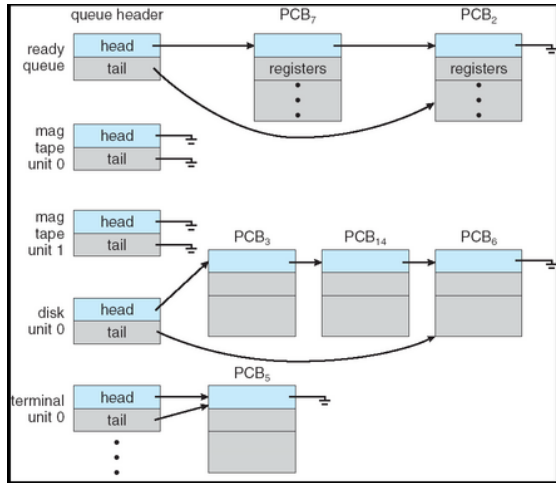 queue header PCB7 PCB2
ready queue
head
tail
registers
registers
mag tape unit 0
head
tail
mag tape unit 1
head
tail
PCB3 PCB14 PCB6
disk unit 0
head
tail
PCB5
terminal unit 0
head
tail